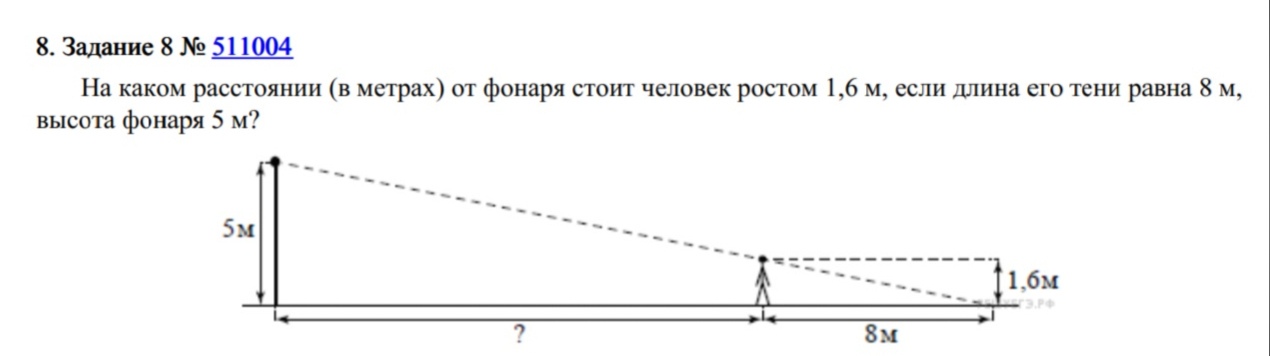 8. Задание 8 № 511004
На каком расстоянии (в метрах) от фонаря стоит человек ростом 1,6 м, если длина его тени равна 8 м,
высота фонаря 5 м?
5м
1,6м
?
8м